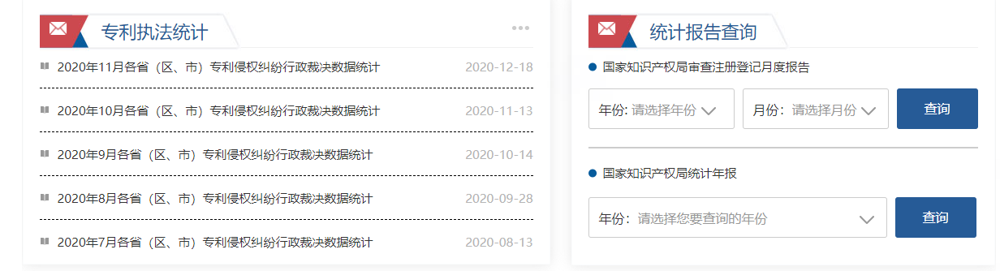 专利执法统计
2020年11月各省（区、市）专利侵权纠纷行政裁决数据统计 2020-12-18
2020年10月各省（区、市）专利侵权纠纷行政裁决数据统计 2020-11-13
2020年9月各省（区、市）专利侵权纠纷行政裁决数据统计 2020-10-14
2020年8月各省（区、市）专利侵权纠纷行政裁决数据统计 2020-09-28
2020年7月各省（区、市）专利侵权纠纷行政裁决数据统计 2020-08-13
统计报告查询
国家知识产权局审查注册登记月度报告
年份: 请选择年份 月份：请选择月份 查询
国家知识产权局统计年报
年份：请选择您要查询的年份 查询